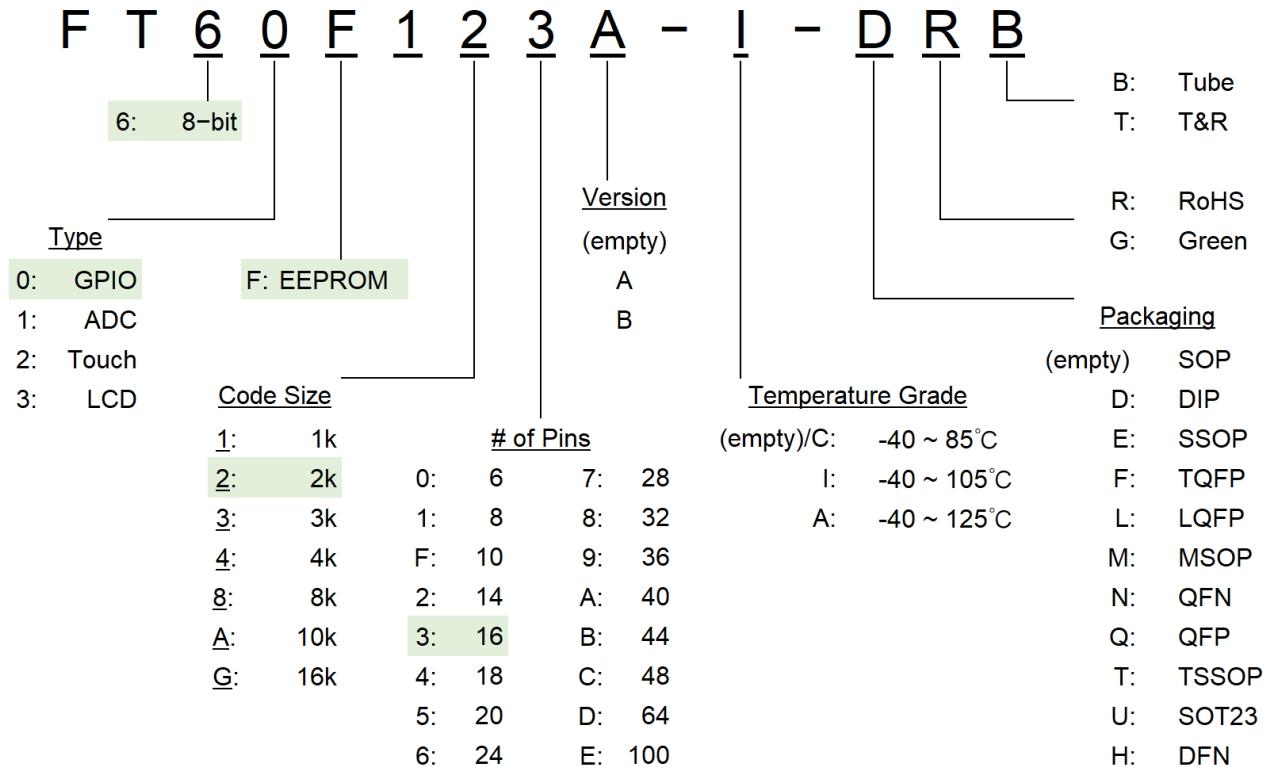 F T 6 0 F 1 2 3 A - I - D R B
6: 8-bit
B: Tube
T: T&R
R: RoHS
G: Green
Version
(empty)
A
B
Type
0: GPIO
1: ADC
2: Touch
3: LCD
F: EEPROM
Code Size
1: 1k
2: 2k
3: 3k
4: 4k
8: 8k
A: 10k
G: 16k
# of Pins
0: 6 7: 28
1: 8 8: 32
F: 10 9: 36
2: 14 A: 40
3: 16 B: 44
4: 18 C: 48
5: 20 D: 64
6: 24 E: 100
Temperature Grade
(empty)/C: -40 ~ 85℃
I: -40 ~ 105℃
A: -40 ~ 125℃
Packaging
(empty) SOP
D: DIP
E: SSOP
F: TQFP
L: LQFP
M: MSOP
N: QFN
Q: QFP
T: TSSOP
U: SOT23
H: DFN